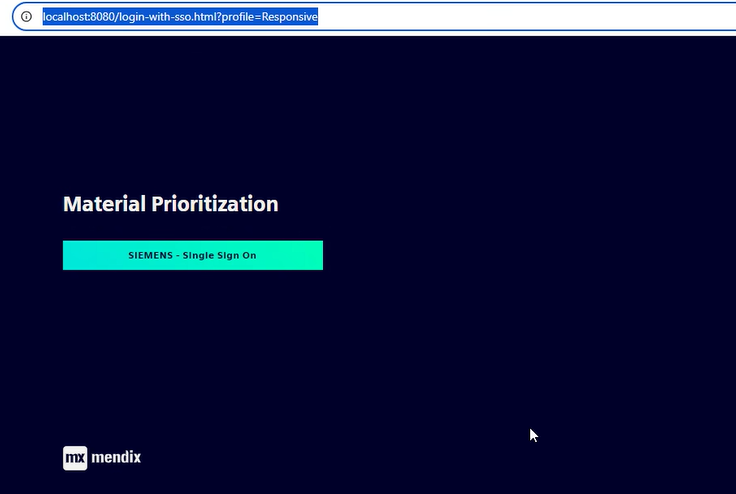 localhost:8080/login-with-sso.html?profile=Responsive
Material Prioritization
SIEMENS - Single Sign On
mx mendix